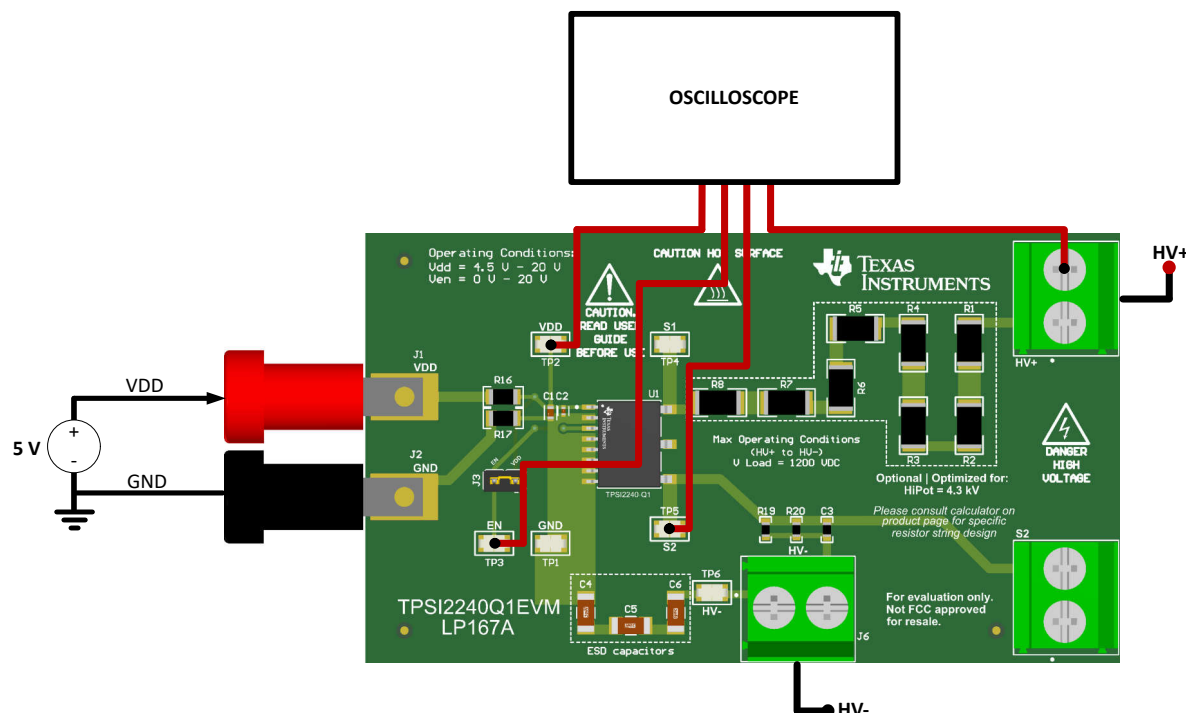 OSCILLOSCOPE
Operating Conditions:
Vdd = 4.5 V - 20 V
Ven = 0 V - 20 V
CAUTION HOT SURFACE
TEXAS
INSTRUMENTS
HV+
CAUTION.
READ USER
GUIDE
BEFORE USE
VDD
TP2
S1
TP4
R5
R4
R1
HV+
J1
VDD
R16
R17
C1
C2
U1
TPSI2240-Q1
R8
R7
R6
R3
R2
VDD
5 V
+
-
GND
J2
GND
J3
EN
VDD
Max Operating Conditions
(HV+ to HV-)
V Load = 1200 VDC
Optional | Optimized for:
HiPot = 4.3 kV
Please consult calculator on
product page for specific
resistor string design
DANGER
HIGH
VOLTAGE
EN
TP3
GND
TP1
TP5
S2
R19
R20
C3
HV-
S2
TPSI2240Q1EVM
LP167A
C4
C5
C6
ESD capacitors
TP6
HV-
J6
For evaluation only.
Not FCC approved
for resale.
HV-